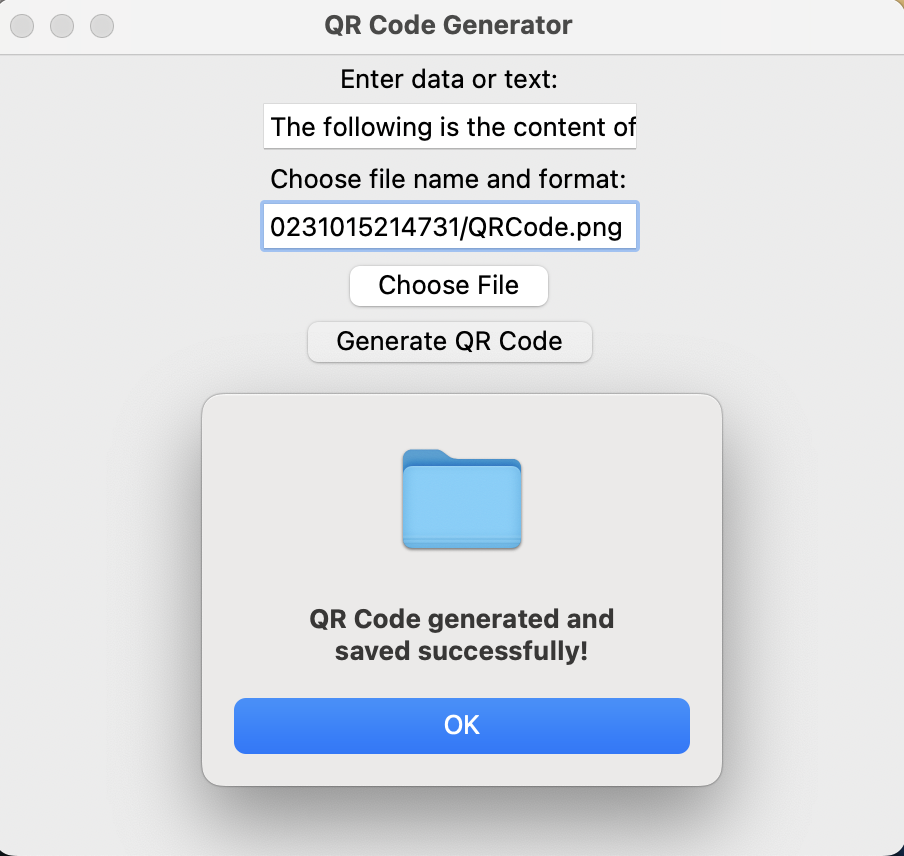 QR Code Generator
Enter data or text:
The following is the content of
Choose file name and format:
0231015214731/QRCode.png
Choose File
Generate QR Code
QR Code generated and
saved successfully!
OK